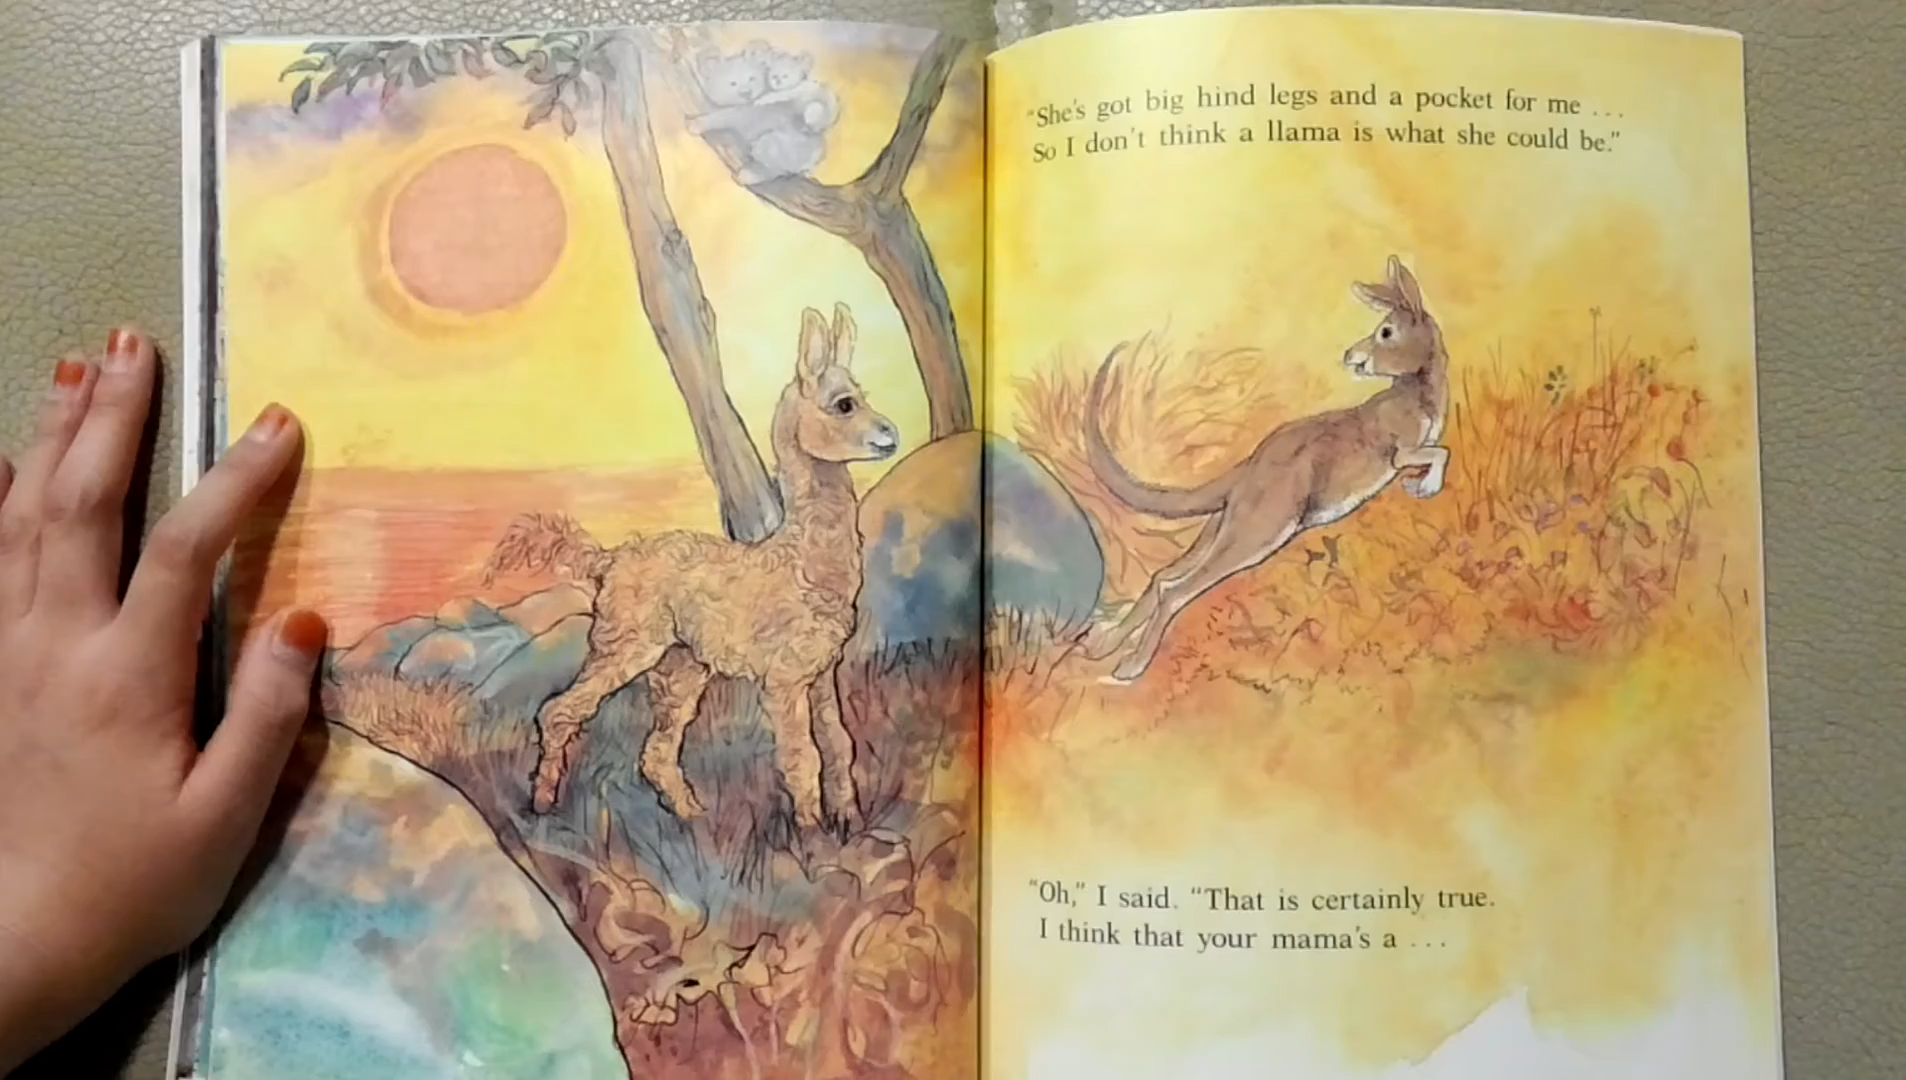 "She's got big hind legs and a pocket for me . . .
So I don't think a llama is what she could be."
"Oh," I said. "That is certainly true.
I think that your mama's a . . .